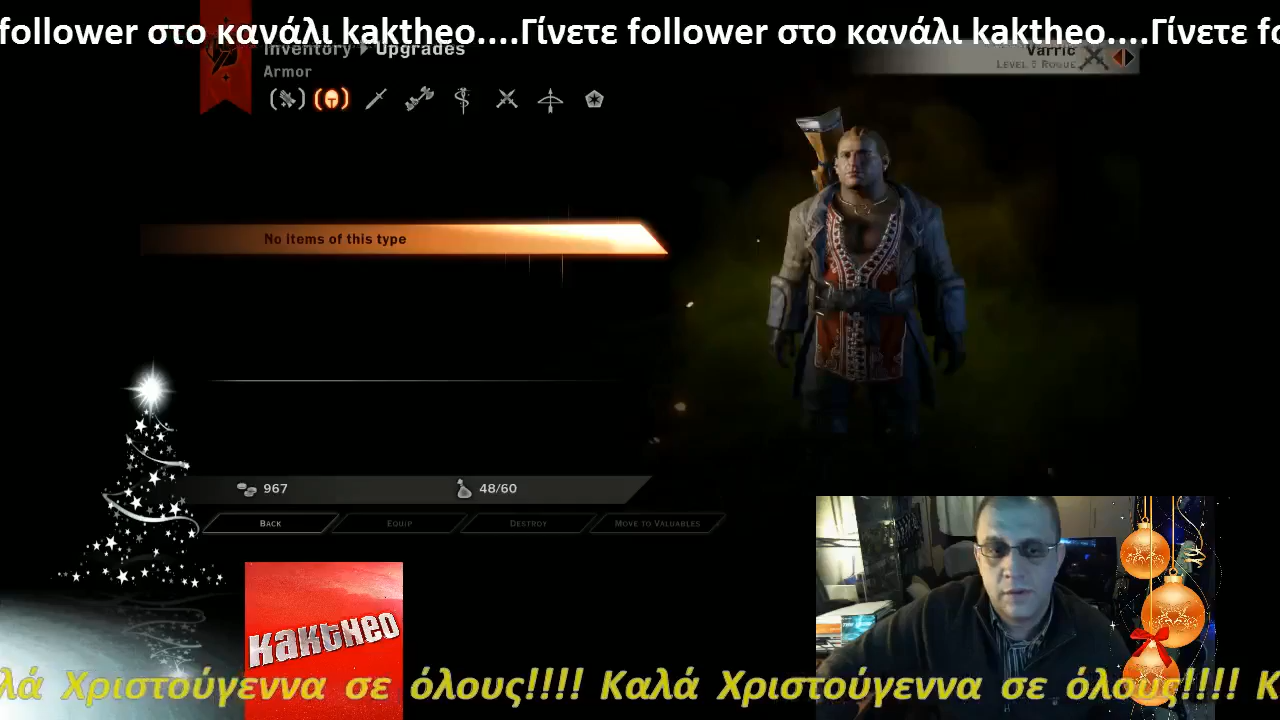 follower στο κανάλι kaktheo....Γίνετε follower στο κανάλι kaktheo....Γίνετε fo
Inventory Upgrades
Armor
Varric
Level 5 Rogue
No items of this type
967
48/60
Back
Equip
Destroy
Move to Valuables
kaktheo
λά Χριστούγεννα σε όλους!!!! Καλά Χριστούγεννα σε όλους!!!! Κ